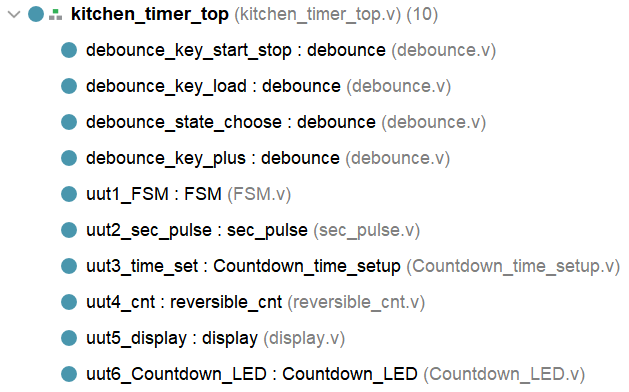 kitchen_timer_top (kitchen_timer_top.v) (10)
debounce_key_start_stop : debounce (debounce.v)
debounce_key_load : debounce (debounce.v)
debounce_state_choose : debounce (debounce.v)
debounce_key_plus : debounce (debounce.v)
uut1_FSM : FSM (FSM.v)
uut2_sec_pulse : sec_pulse (sec_pulse.v)
uut3_time_set : Countdown_time_setup (Countdown_time_setup.v)
uut4_cnt : reversible_cnt (reversible_cnt.v)
uut5_display : display (display.v)
uut6_Countdown_LED : Countdown_LED (Countdown_LED.v)